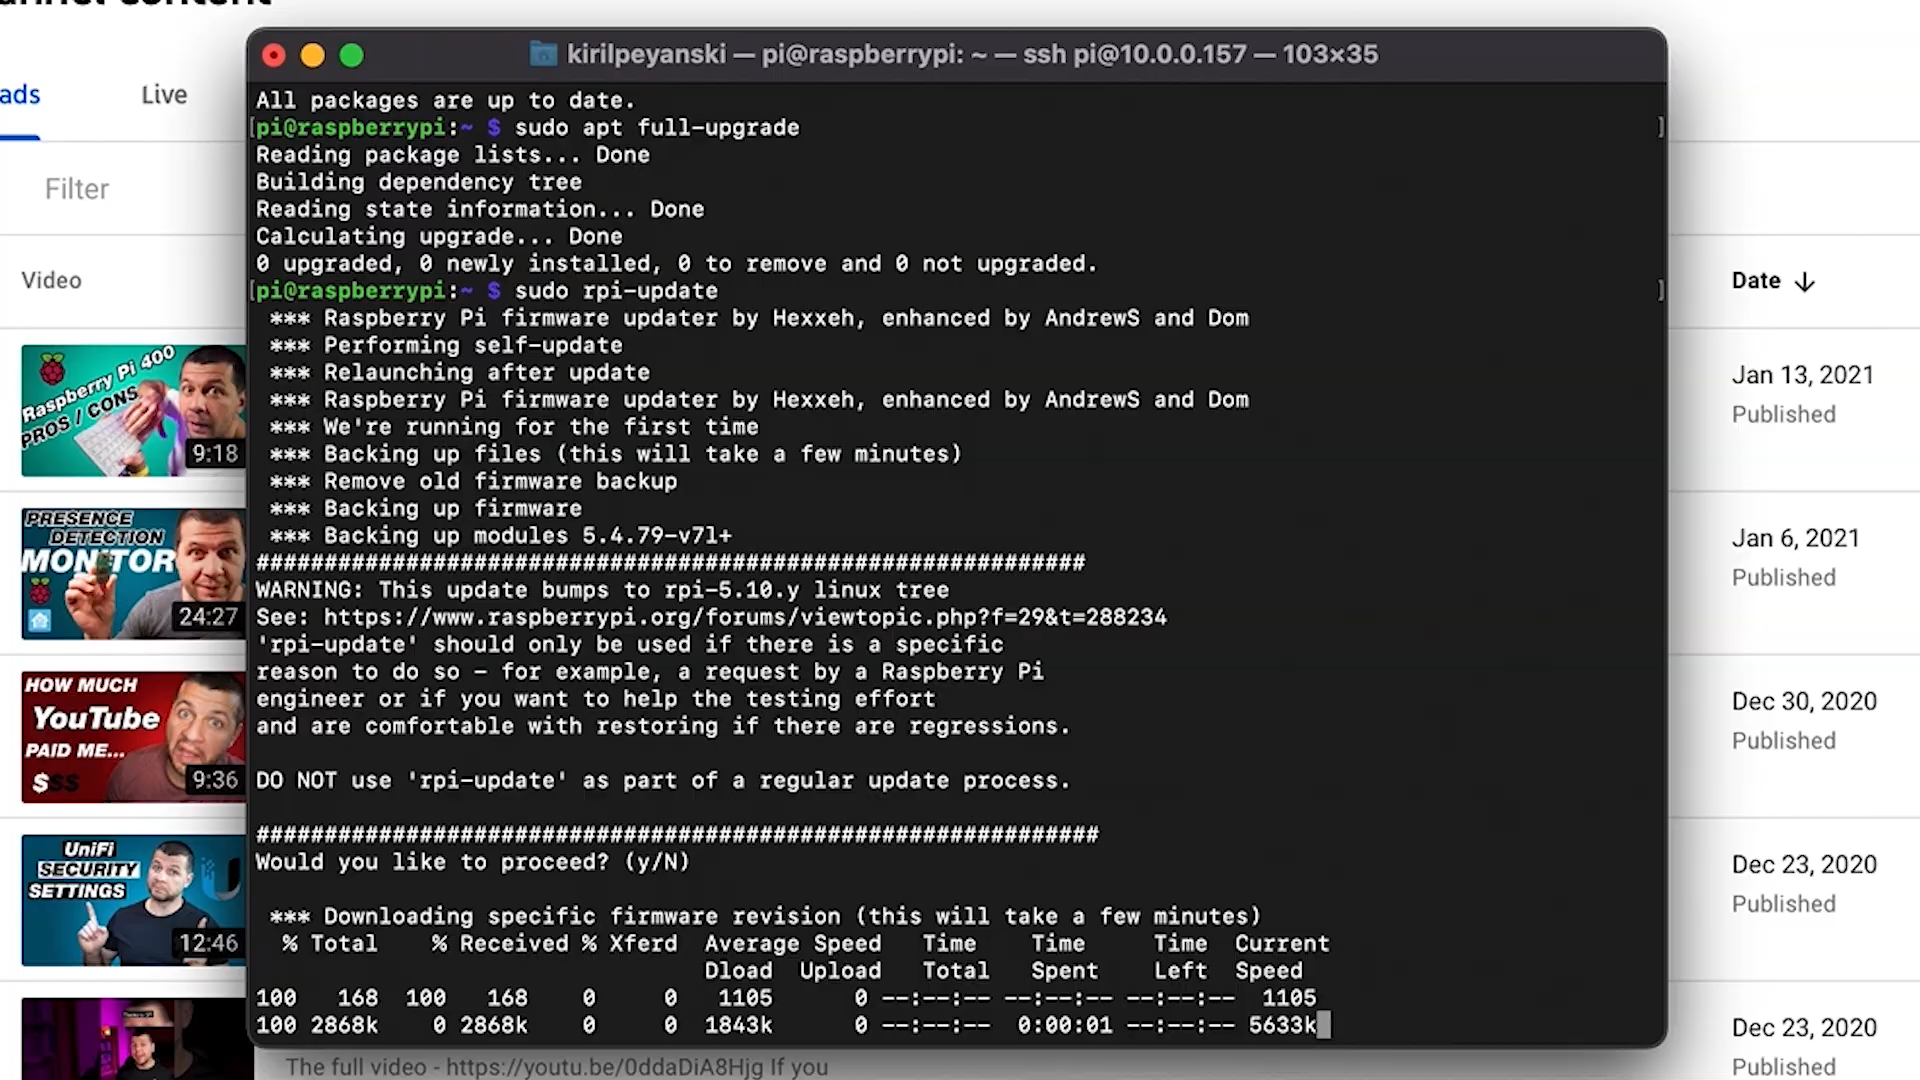 kirilpeyanski — pi@raspberrypi: ~ — ssh pi@10.0.0.157 — 103×35
ads
Live
Filter
Video
Date ↓
All packages are up to date.
[pi@raspberrypi:~ $ sudo apt full-upgrade ]
Reading package lists... Done
Building dependency tree
Reading state information... Done
Calculating upgrade... Done
0 upgraded, 0 newly installed, 0 to remove and 0 not upgraded.
[pi@raspberrypi:~ $ sudo rpi-update ]
*** Raspberry Pi firmware updater by Hexxeh, enhanced by AndrewS and Dom
*** Performing self-update
*** Relaunching after update
*** Raspberry Pi firmware updater by Hexxeh, enhanced by AndrewS and Dom
*** We're running for the first time
*** Backing up files (this will take a few minutes)
*** Remove old firmware backup
*** Backing up firmware
*** Backing up modules 5.4.79-v7l+
#############################################################
WARNING: This update bumps to rpi-5.10.y linux tree
See: https://www.raspberrypi.org/forums/viewtopic.php?f=29&t=288234
'rpi-update' should only be used if there is a specific
reason to do so - for example, a request by a Raspberry Pi
engineer or if you want to help the testing effort
and are comfortable with restoring if there are regressions.
DO NOT use 'rpi-update' as part of a regular update process.
##############################################################
Would you like to proceed? (y/N)
*** Downloading specific firmware revision (this will take a few minutes)
% Total % Received % Xferd Average Speed Time Time Time Current
Dload Upload Total Spent Left Speed
100 168 100 168 0 0 1105 0 --:--:-- --:--:-- --:--:-- 1105
100 2868k 0 2868k 0 0 1843k 0 --:--:-- 0:00:01 --:--:-- 5633k
Raspberry Pi 400
PROS / CONS
9:18
Jan 13, 2021
Published
PRESENCE
DETECTION
MONITOR
24:27
Jan 6, 2021
Published
HOW MUCH
YouTube
PAID ME...
$$$
9:36
Dec 30, 2020
Published
UniFi
SECURITY
SETTINGS
12:46
Dec 23, 2020
Published
Dec 23, 2020
Published
The full video - https://youtu.be/0ddaDiA8Hjg If you